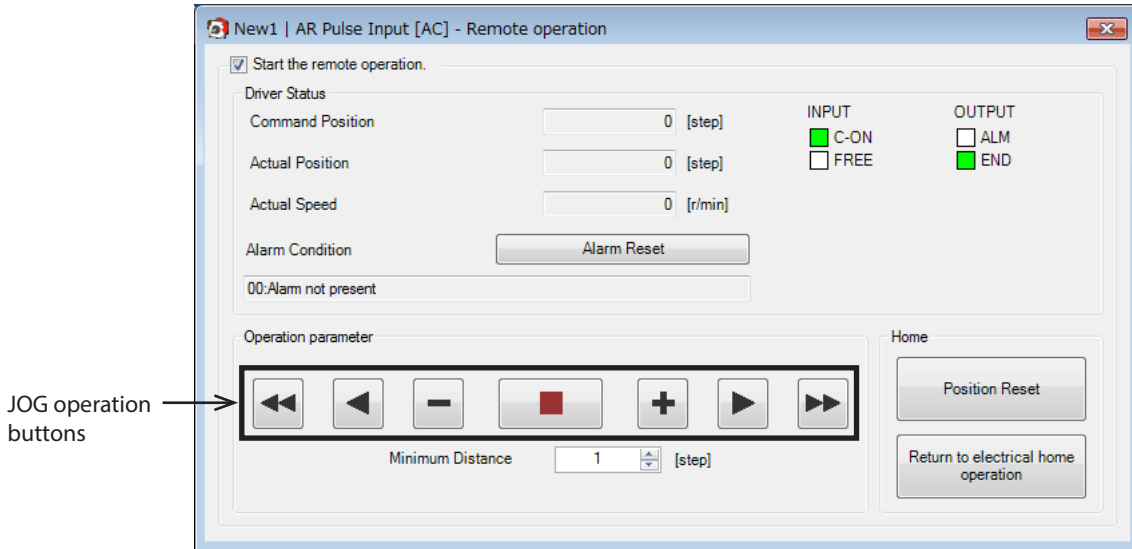 New1 | AR Pulse Input [AC] - Remote operation
Start the remote operation.
Driver Status
INPUT OUTPUT
Command Position 0 [step]
C-ON ALM
Actual Position 0 [step]
FREE END
Actual Speed 0 [r/min]
Alarm Condition Alarm Reset
00:Alarm not present
Operation parameter
Home
JOG operation
buttons
Position Reset
Minimum Distance 1 [step]
Return to electrical home
operation